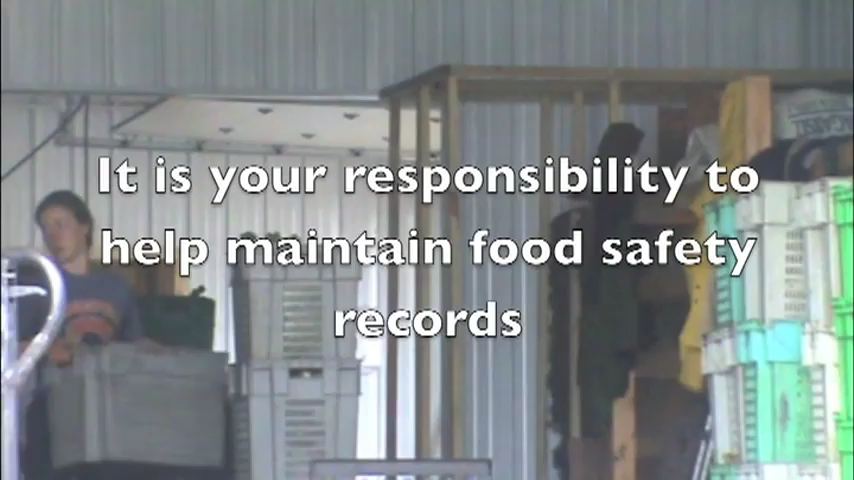 It is your responsibility to
help maintain food safety
records